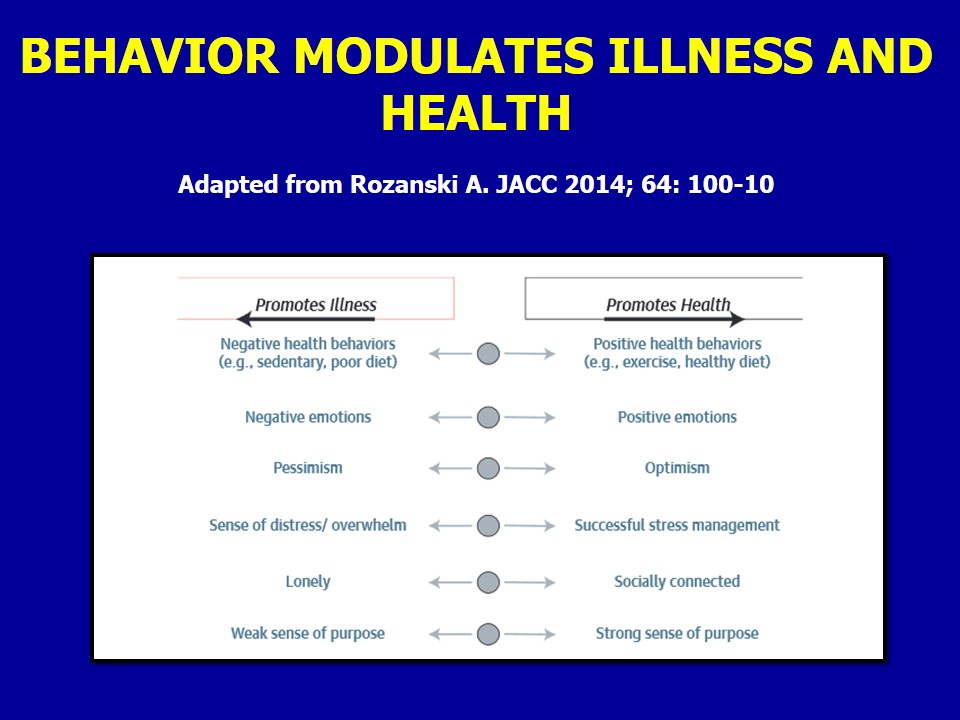 BEHAVIOR MODULATES ILLNESS AND
HEALTH
Adapted from Rozanski A. JACC 2014; 64: 100-10
Promotes Illness
Promotes Health
Negative health behaviors
(e.g., sedentary, poor diet)
Positive health behaviors
(e.g., exercise, healthy diet)
Negative emotions
Positive emotions
Pessimism
Optimism
Sense of distress/ overwhelm
Successful stress management
Lonely
Socially connected
Weak sense of purpose
Strong sense of purpose